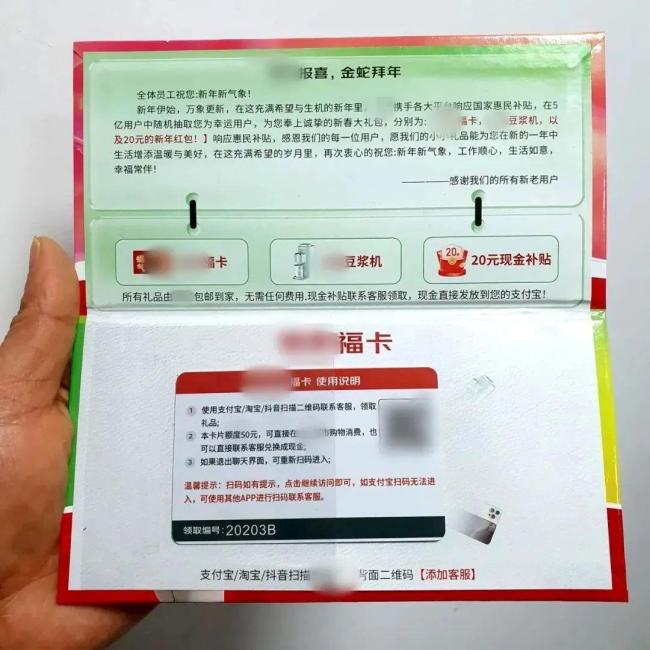 报喜，金蛇拜年
全体员工祝您:新年新气象！
新年伊始，万象更新，在这充满希望与生机的新年里，携手各大平台响应国家惠民补贴，在5
亿用户中随机抽取您为幸运用户，为您奉上诚挚的新春大礼包，分别为：福卡，豆浆机，以
及20元的新年红包！】响应惠民补贴，感恩我们的每一位用户，愿我们的小小礼品能为您在新的一年中
生活增添温暖与美好，在这充满希望的岁月里，再次衷心的祝您:新年新气象，工作顺心，生活如意，
幸福常伴！
————感谢我们的所有新老用户
福卡
豆浆机
20
20元现金补贴
所有礼品由包邮到家，无需任何费用.现金补贴联系客服领取，现金直接发放到您的支付宝！
福卡
福卡 使用说明
1 使用支付宝/淘宝/抖音扫描二维码联系客服，领取
礼品；
2 本卡片额度50元，可直接在市购物消费，也
可以直接联系客服兑换成现金；
3 如果退出聊天界面，可重新扫码进入；
温馨提示：扫码如有提示，点击继续访问即可，如支付宝扫码无法进
入，可使用其他APP进行扫码联系客服。
领取编号: 20203B
支付宝/淘宝/抖音扫描背面二维码【添加客服】